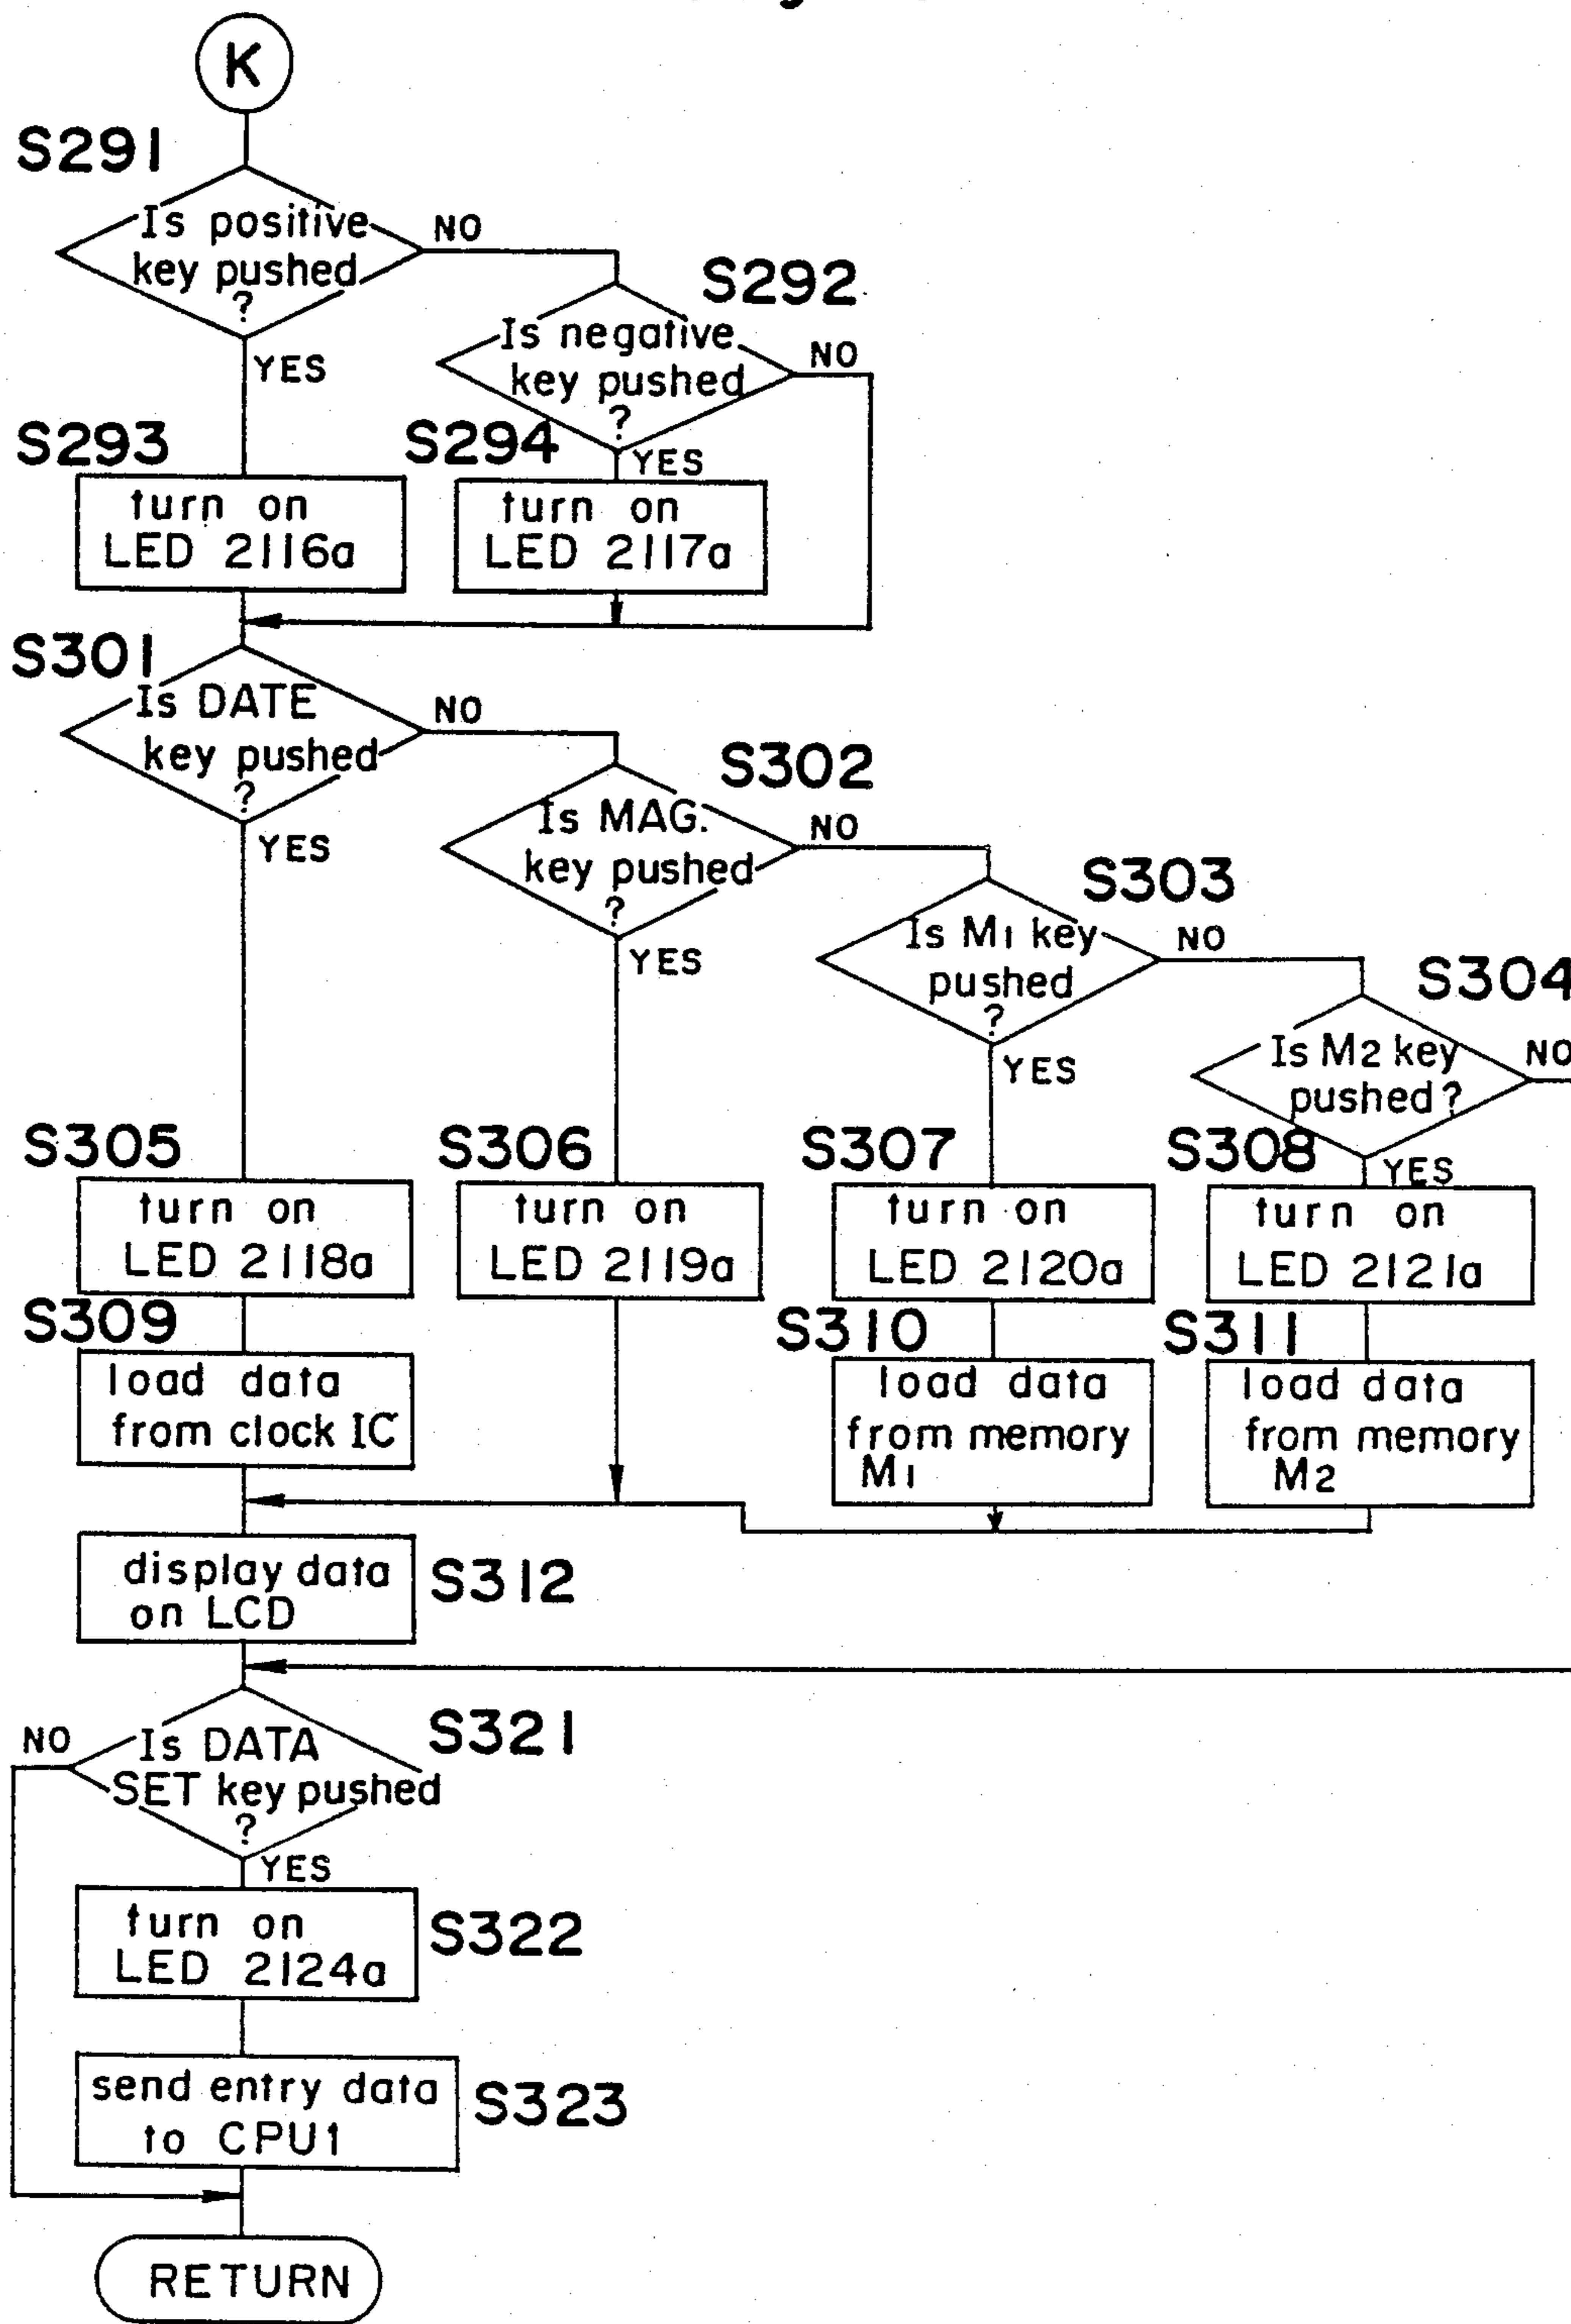 K
S291
Is positive
key pushed
?
NO
YES
S292
Is negative
key pushed
?
NO
YES
S293
turn on
LED 2116a
S294
turn on
LED 2117a
S301
Is DATE
key pushed
?
NO
YES
S302
Is MAG.
key pushed
?
NO
YES
S303
Is M1 key
pushed
?
NO
YES
S304
Is M2 key
pushed?
NO
YES
S305
turn on
LED 2118a
S306
turn on
LED 2119a
S307
turn on
LED 2120a
S308
turn on
LED 2121a
S309
load data
from clock IC
S310
load data
from memory
M1
S311
load data
from memory
M2
display data
on LCD
S312
NO
Is DATA
SET key pushed
?
S321
YES
turn on
LED 2124a
S322
send entry data
to CPU1
S323
RETURN